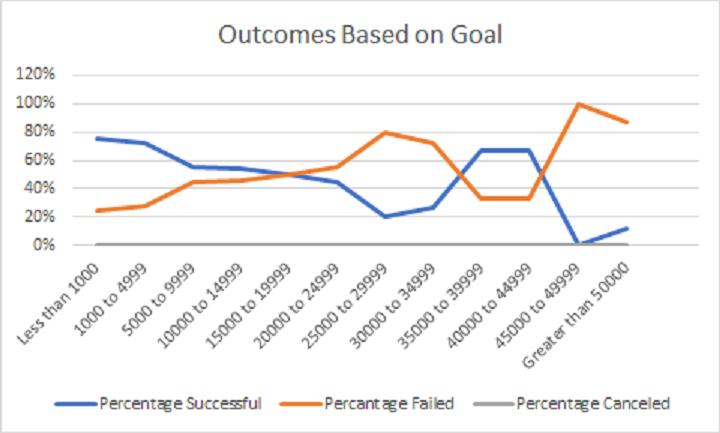 Outcomes Based on Goal
120%
100%
80%
60%
40%
20%
0%
Less than 1000
1000 to 4999
5000 to 9999
10000 to 14999
15000 to 19999
20000 to 24999
25000 to 29999
30000 to 34999
35000 to 39999
40000 to 44999
45000 to 49999
Greater than 50000
Percentage Successful
Percantage Failed
Percentage Canceled